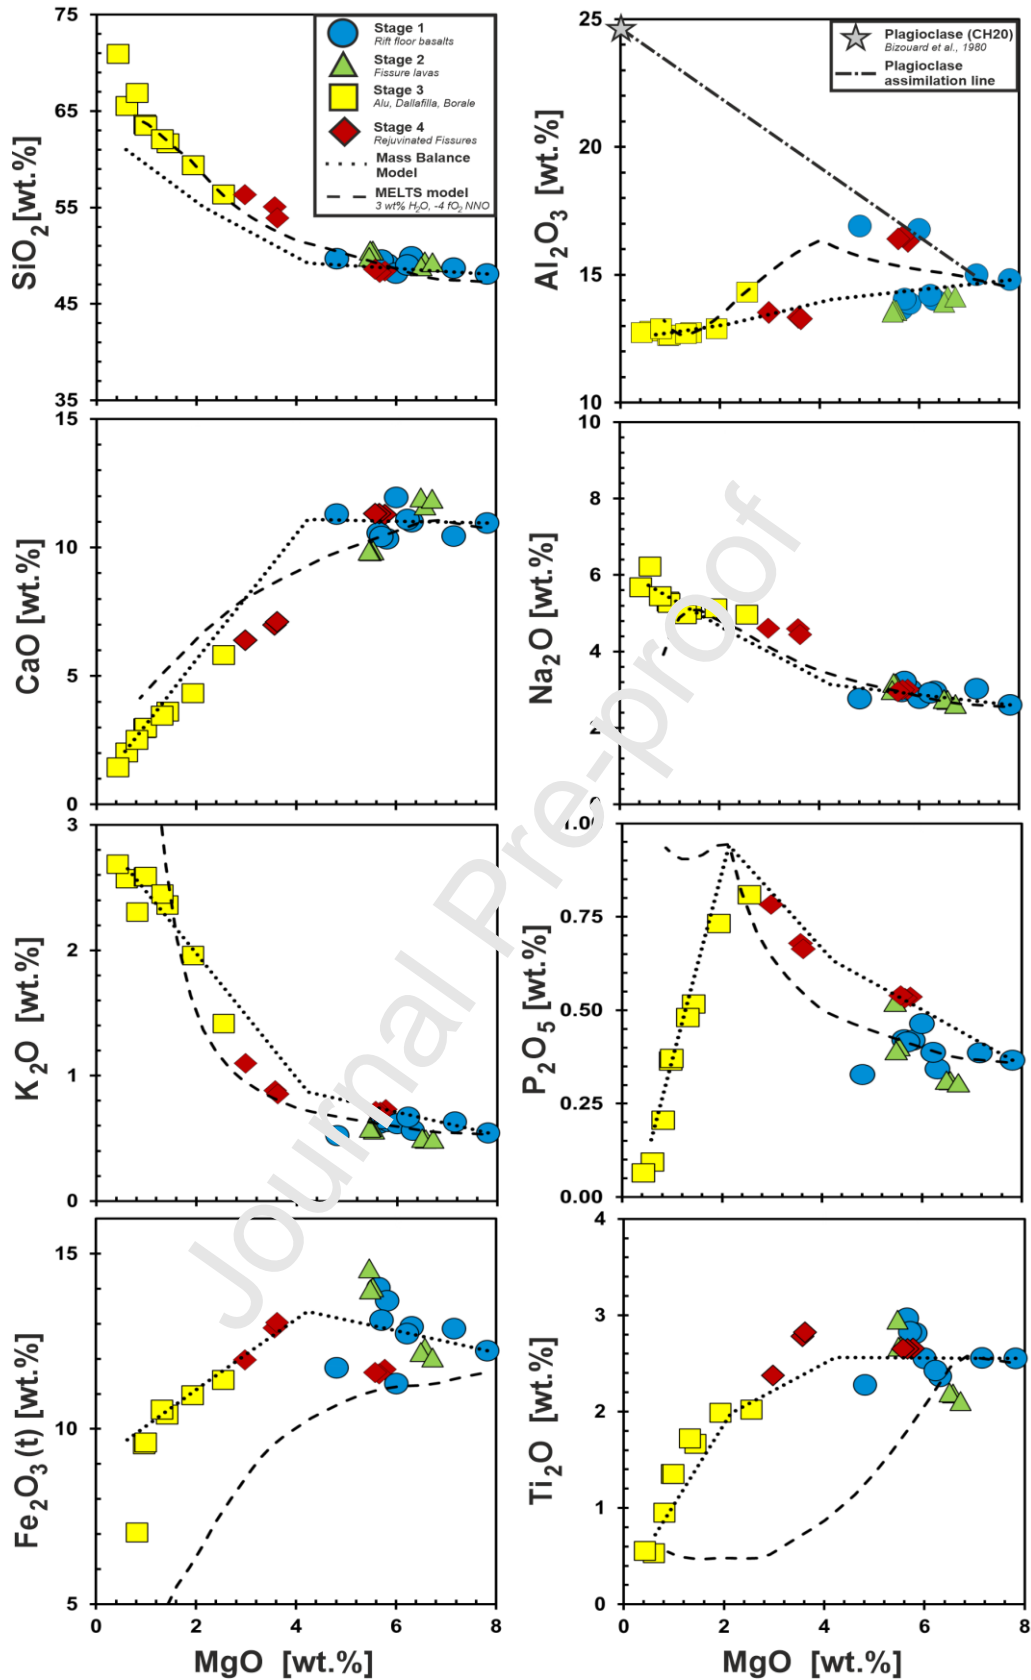 75
65
55
45
35
SiO2[wt.%]
Stage 1
Rift floor basalts
Stage 2
Fissure lavas
Stage 3
Alu, Dallafilla, Borale
Stage 4
Rejuvinated Fissures
Mass Balance
Model
MELTS model
3 wt% H2O, -4 fO2 NNO
25
20
15
10
Al2O3 [wt.%]
Plagioclase (CH20)
Bizouard et al., 1980
Plagioclase
assimilation line
15
10
5
0
CaO [wt.%]
10
8
6
4
2
0
Na2O [wt.%]
3
2
1
0
K2O [wt.%]
1.00
0.75
0.50
0.25
0.00
P2O5 [wt.%]
15
10
5
Fe2O3(t) [wt.%]
0 2 4 6 8
MgO [wt.%]
4
3
2
1
0
Ti2O [wt.%]
0 2 4 6 8
MgO [wt.%]
Journal Pre-proof